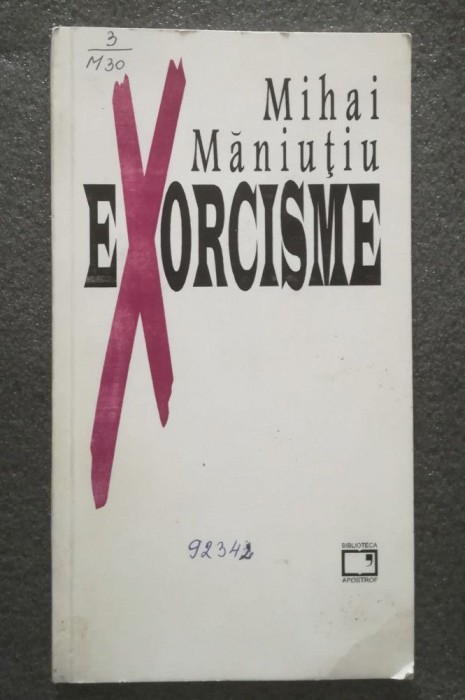 3
M30
Mihai
Măniuţiu
EXORCISME
92342
BIBLIOTECA
APOSTROF